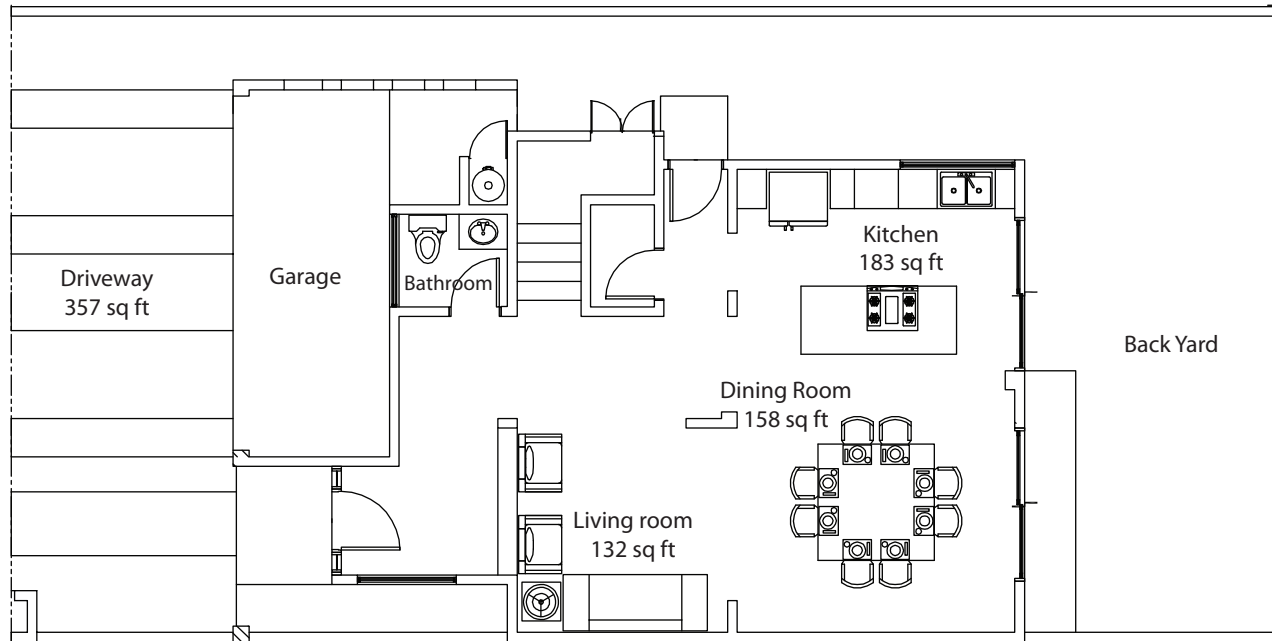 Driveway
357 sq ft
Garage
Bathroom
Kitchen
183 sq ft
Back Yard
Dining Room
158 sq ft
Living room
132 sq ft